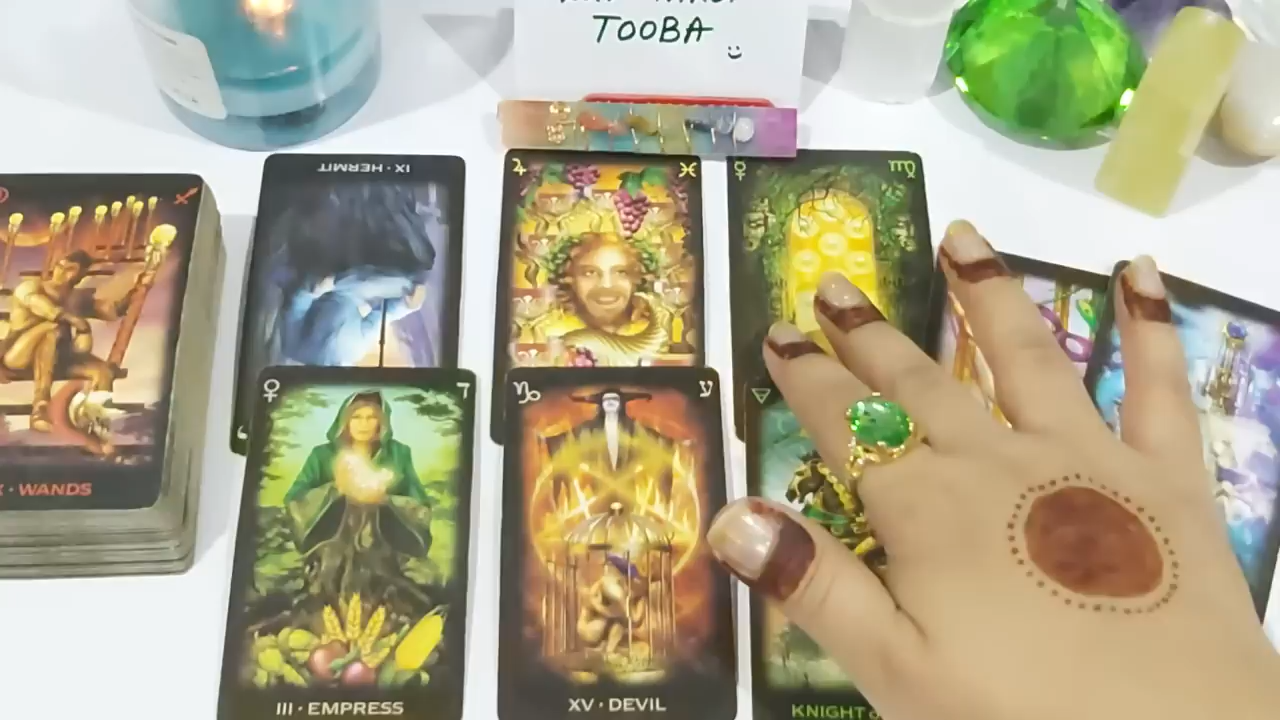 TOOBA
IX · HERMIT
WANDS
III · EMPRESS
XV · DEVIL
KNIGHT